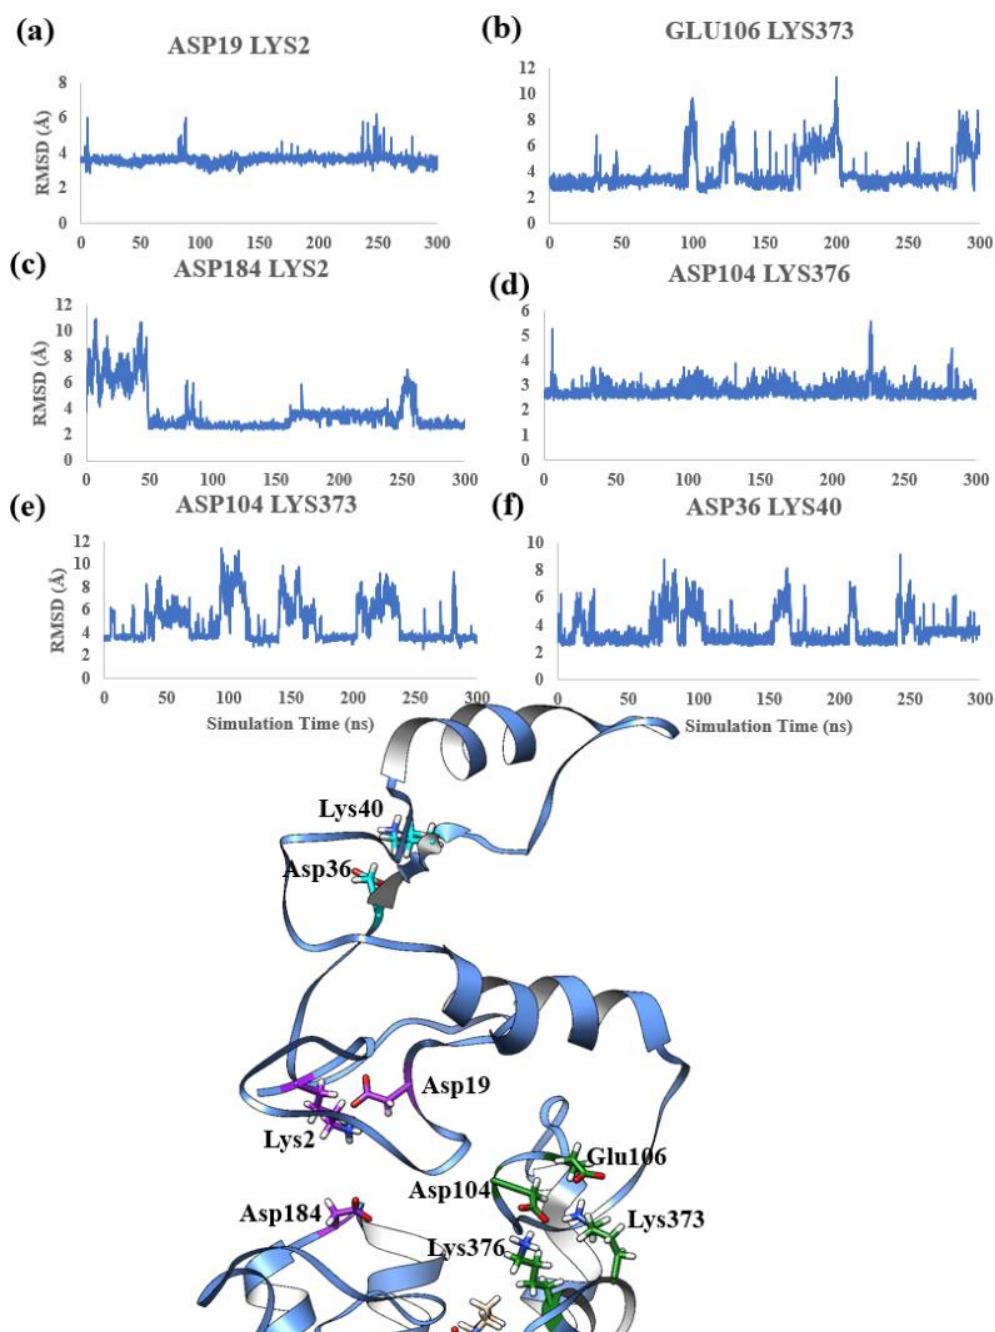 (a)
ASP19 LYS2
RMSD (Å)
8
6
4
2
0
0 50 100 150 200 250 300
(b)
GLU106 LYS373
12
10
8
6
4
2
0
0 50 100 150 200 250 300
(c)
ASP184 LYS2
RMSD (Å)
12
10
8
6
4
2
0
0 50 100 150 200 250 300
(d)
ASP104 LYS376
6
5
4
3
2
1
0
0 50 100 150 200 250 300
(e)
ASP104 LYS373
RMSD (Å)
12
10
8
6
4
2
0
0 50 100 150 200 250 300
Simulation Time (ns)
(f)
ASP36 LYS40
10
8
6
4
2
0
0 50 100 150 200 250 300
Simulation Time (ns)
Lys40
Asp36
Asp19
Lys2
Glu106
Asp104
Asp184
Lys373
Lys376